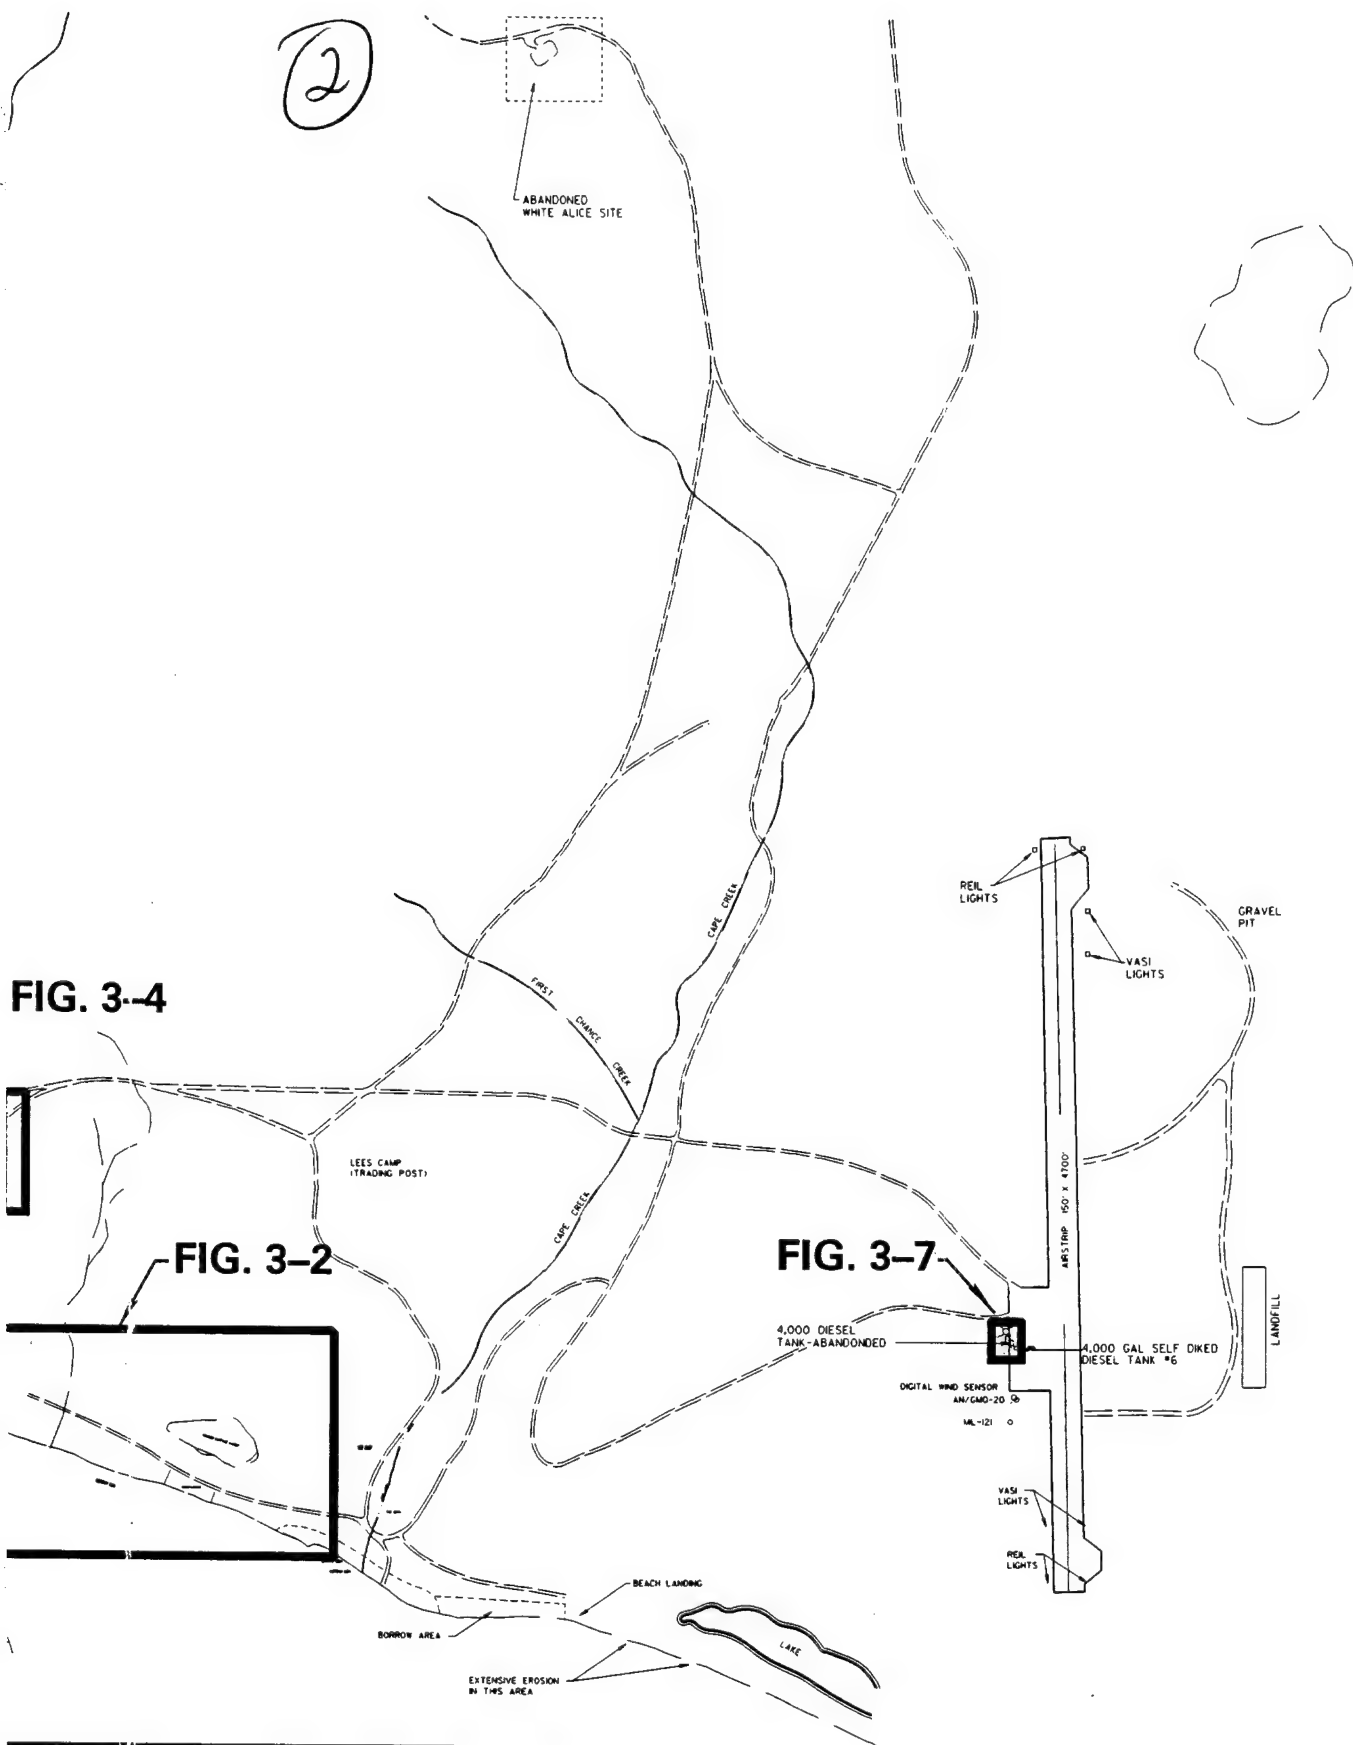 2
ABANDONED
WHITE ALICE SITE
REIL
LIGHTS
GRAVEL
PIT
VASI
LIGHTS
CAPE CREEK
FIRST
CHANCE
CREEK
FIG. 3-4
LEES CAMP
(TRADING POST)
AIRSTRIP 150' X 4700'
CAPE CREEK
FIG. 3-2
FIG. 3-7
4,000 DIESEL
TANK-ABANDONDED
4,000 GAL SELF DIKED
DIESEL TANK #6
LANDFILL
DIGITAL WIND SENSOR
AN/GMQ-20
ML-121
VASI
LIGHTS
REIL
LIGHTS
BEACH LANDING
BORROW AREA
LAKE
EXTENSIVE EROSION
IN THIS AREA